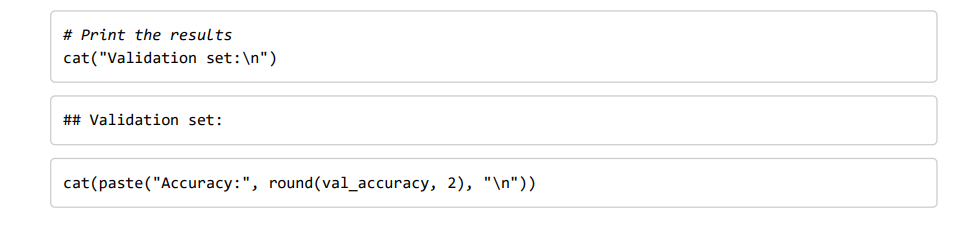 # Print the results
cat("Validation set:\n")
## Validation set:
cat(paste("Accuracy:", round(val_accuracy, 2), "\n"))